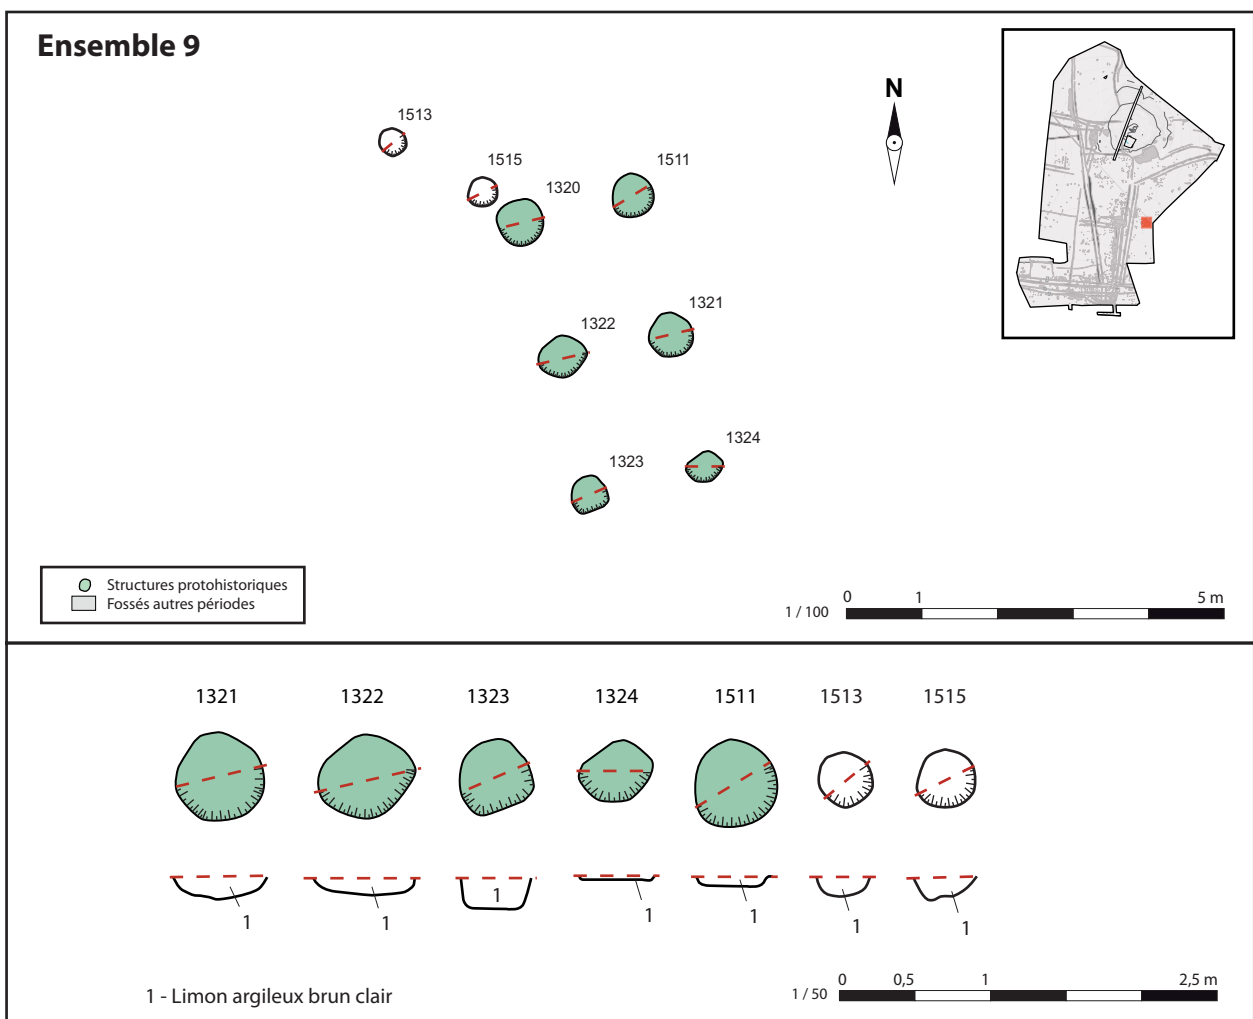 Ensemble 9
N
1513
1515
1511
1320
1321
1322
1324
1323
Structures protohistoriques
Fossés autres périodes
1 / 100
0 1 5 m
1321 1322 1323 1324 1511 1513 1515
1
1 1 1 1 1 1
1 - Limon argileux brun clair
1 / 50
0 0,5 1 2,5 m